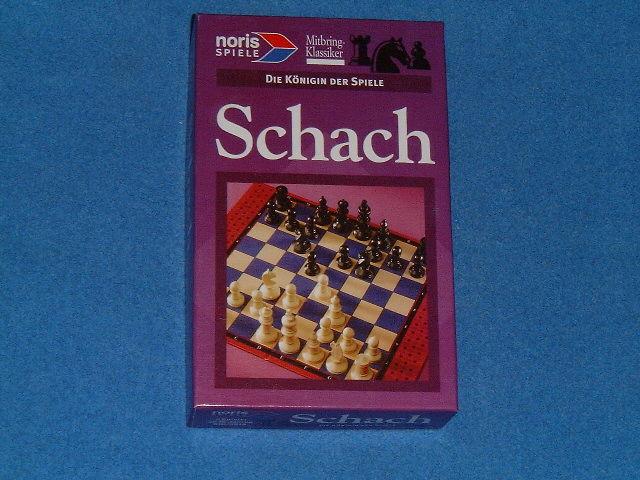 noris
SPIELE
Mitbring-
Klassiker
DIE KÖNIGIN DER SPIELE
Schach
noris
Schach